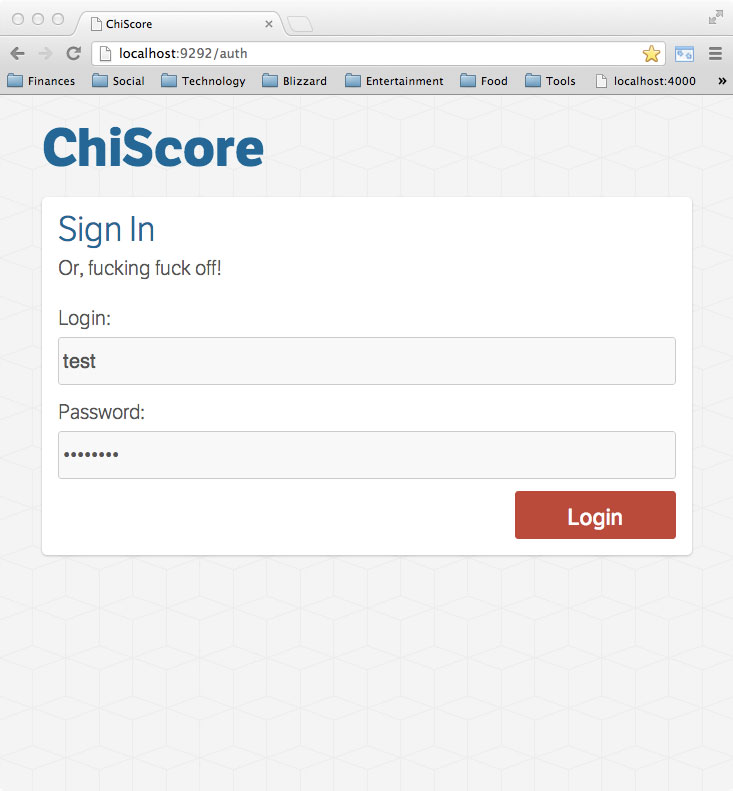 ChiScore
localhost:9292/auth
Finances Social Technology Blizzard Entertainment Food Tools localhost:4000 »
ChiScore
Sign In
Or, fucking fuck off!
Login:
test
Password:
••••••••
Login